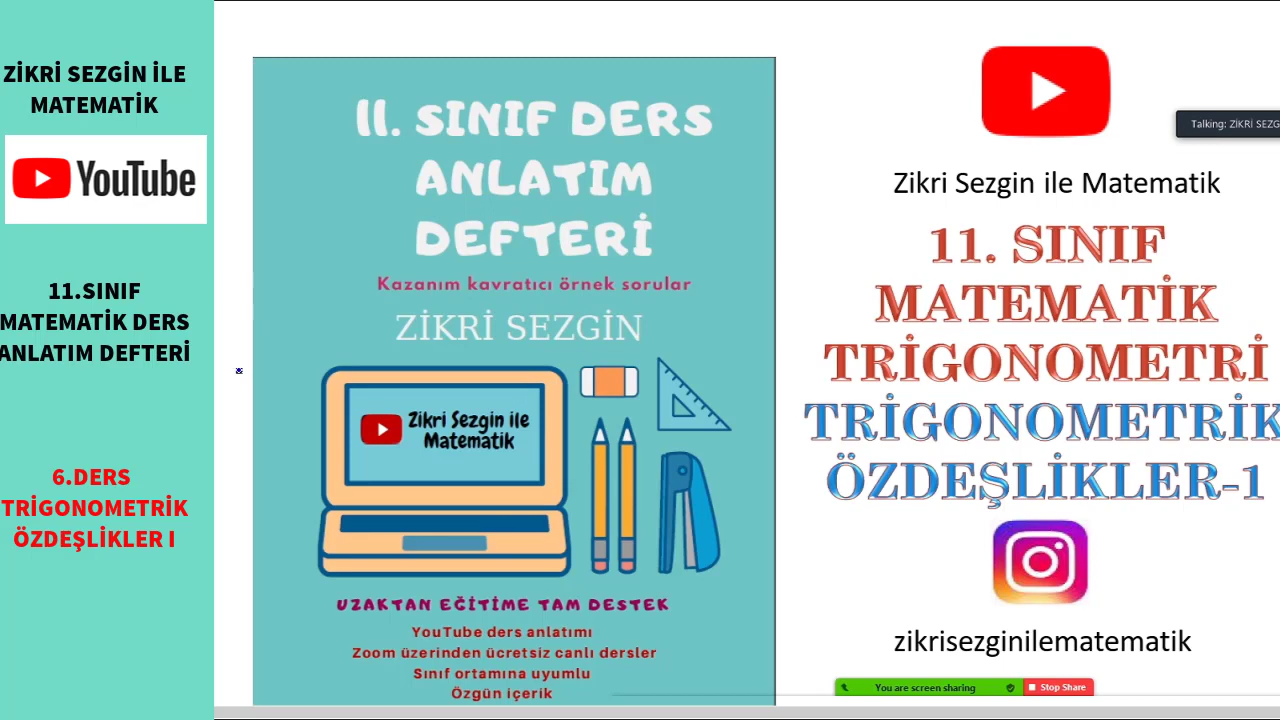 ZİKRİ SEZGİN İLE
MATEMATİK
YouTube
11.SINIF
MATEMATİK DERS
ANLATIM DEFTERİ
6.DERS
TRİGONOMETRİK
ÖZDEŞLİKLER I
11. SINIF DERS
ANLATIM
DEFTERİ
Kazanım kavratıcı örnek sorular
ZİKRİ SEZGİN
Zikri Sezgin ile
Matematik
UZAKTAN EĞİTİME TAM DESTEK
YouTube ders anlatımı
Zoom üzerinden ücretsiz canlı dersler
Sınıf ortamına uyumlu
Özgün içerik
Talking: ZİKRİ SEZG
Zikri Sezgin ile Matematik
11. SINIF
MATEMATİK
TRİGONOMETRİ
TRİGONOMETRİK
ÖZDEŞLİKLER-1
zikrisezginilematematik
You are screen sharing
Stop Share